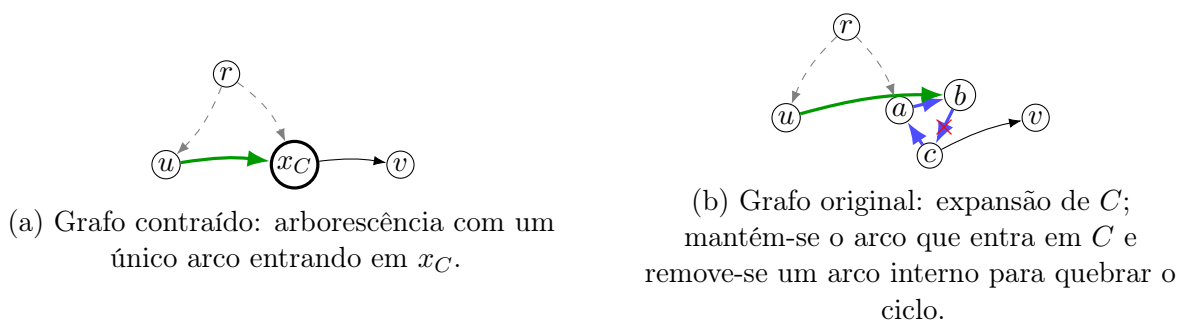 r
u
x_C
v
(a) Grafo contraído: arborescência com um
único arco entrando em x_C.
r
u
a
b
c
v
(b) Grafo original: expansão de C;
mantém-se o arco que entra em C e
remove-se um arco interno para quebrar o
ciclo.